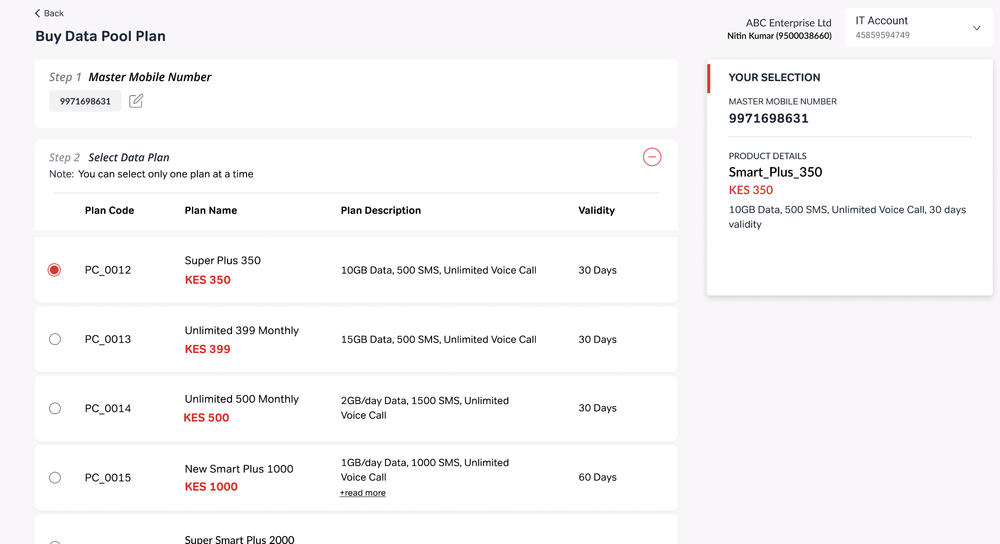 Back
Buy Data Pool Plan
ABC Enterprise Ltd
Nitin Kumar (9500038660)
IT Account
45859594749
Step 1 Master Mobile Number
9971698631
Step 2 Select Data Plan
Note: You can select only one plan at a time
Plan Code Plan Name Plan Description Validity
PC_0012
Super Plus 350
KES 350
10GB Data, 500 SMS, Unlimited Voice Call
30 Days
PC_0013
Unlimited 399 Monthly
KES 399
15GB Data, 500 SMS, Unlimited Voice Call
30 Days
PC_0014
Unlimited 500 Monthly
KES 500
2GB/day Data, 1500 SMS, Unlimited
Voice Call
30 Days
PC_0015
New Smart Plus 1000
KES 1000
1GB/day Data, 1000 SMS, Unlimited
Voice Call
+read more
60 Days
Super Smart Plus 2000
YOUR SELECTION
MASTER MOBILE NUMBER
9971698631
PRODUCT DETAILS
Smart_Plus_350
KES 350
10GB Data, 500 SMS, Unlimited Voice Call, 30 days
validity